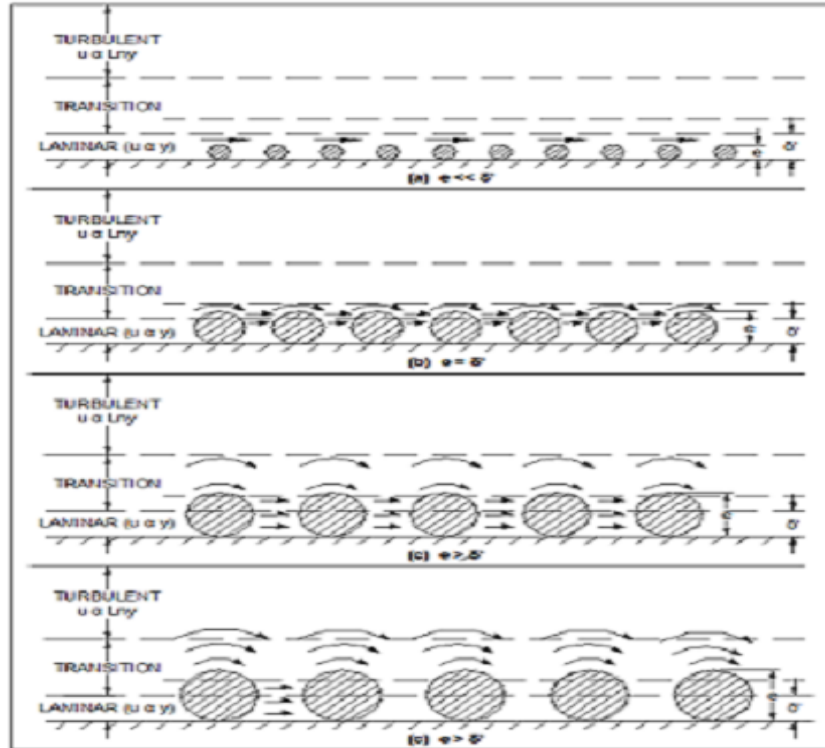 TURBULENT
u α Lny
TRANSITION
LAMINAR (u α y)
e
δ'
(a) e << δ'
TURBULENT
u α Lny
TRANSITION
LAMINAR (u α y)
e
δ'
(b) e = δ'
TURBULENT
u α Lny
TRANSITION
LAMINAR (u α y)
e
δ'
(c) e > δ'
TURBULENT
u α Lny
TRANSITION
LAMINAR (u α y)
e
δ'
(c) e > δ'